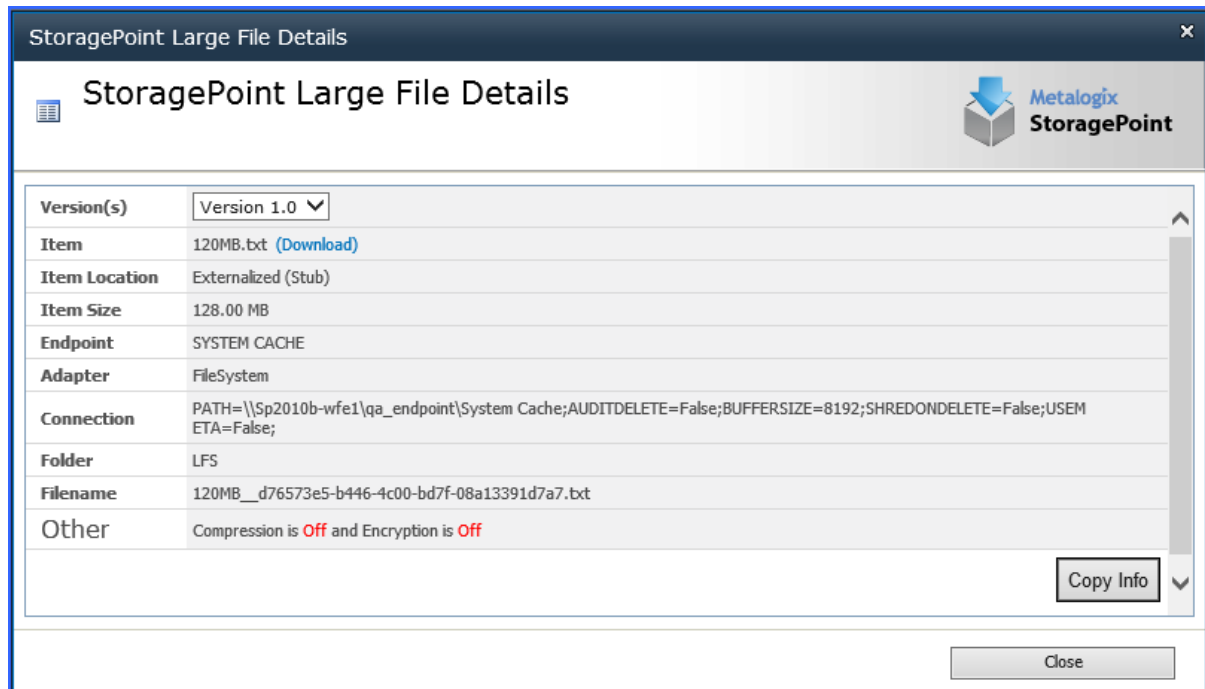 StoragePoint Large File Details
StoragePoint Large File Details
Metalogix
StoragePoint
Version(s) Version 1.0
Item 120MB.txt (Download)
Item Location Externalized (Stub)
Item Size 128.00 MB
Endpoint SYSTEM CACHE
Adapter FileSystem
Connection PATH=\\Sp2010b-wfe1\qa_endpoint\System Cache;AUDITDELETE=False;BUFFERSIZE=8192;SHREDONDELETE=False;USEM
ETA=False;
Folder LFS
Filename 120MB__d76573e5-b446-4c00-bd7f-08a13391d7a7.txt
Other Compression is Off and Encryption is Off
Copy Info
Close